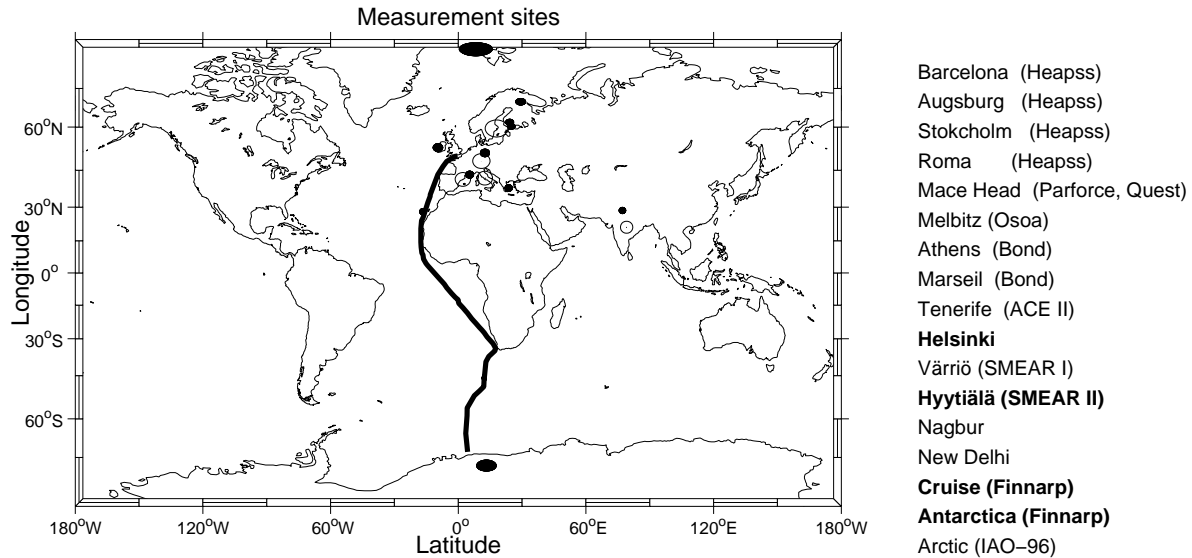 Measurement sites
60°N
30°N
0°
30°S
60°S
Longitude
180°W
120°W
60°W
0°
60°E
120°E
180°W
Latitude
Barcelona (Heapss)
Augsburg (Heapss)
Stokcholm (Heapss)
Roma (Heapss)
Mace Head (Parforce, Quest)
Melbitz (Osoa)
Athens (Bond)
Marseil (Bond)
Tenerife (ACE II)
Helsinki
Värriö (SMEAR I)
Hyytiälä (SMEAR II)
Nagbur
New Delhi
Cruise (Finnarp)
Antarctica (Finnarp)
Arctic (IAO–96)